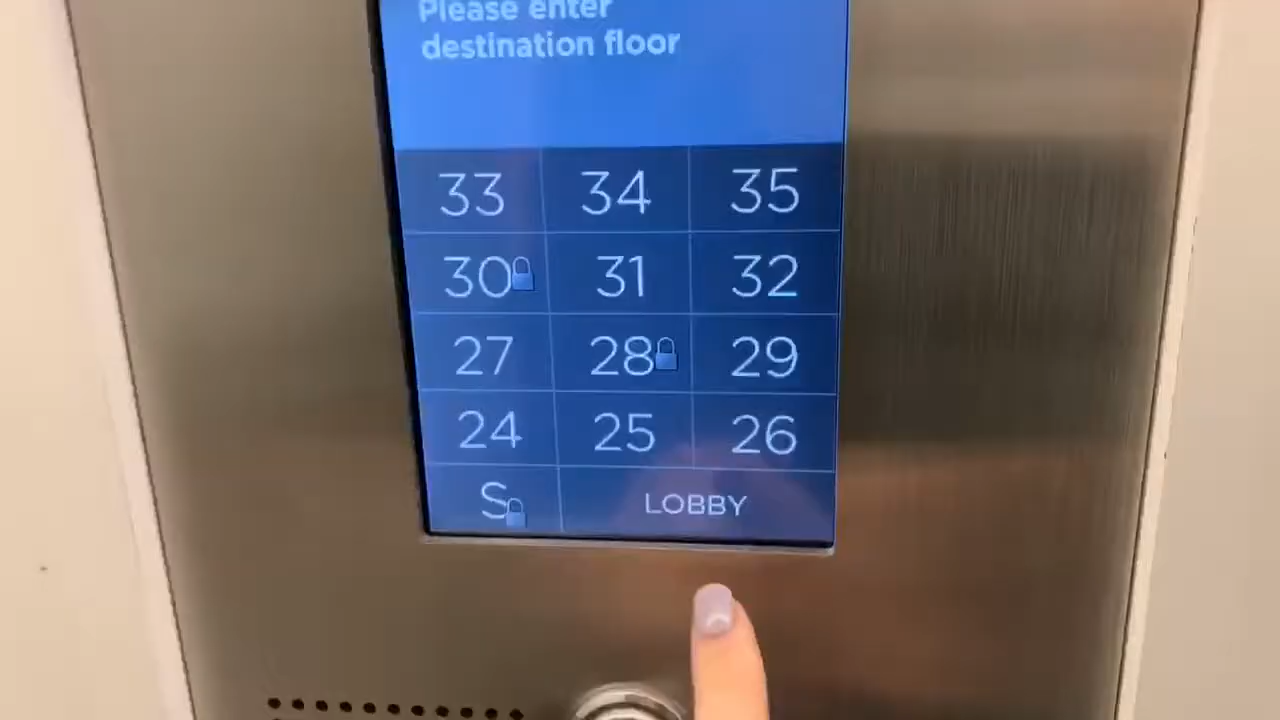 Please enter
destination floor
33 34 35
30 31 32
27 28 29
24 25 26
S LOBBY